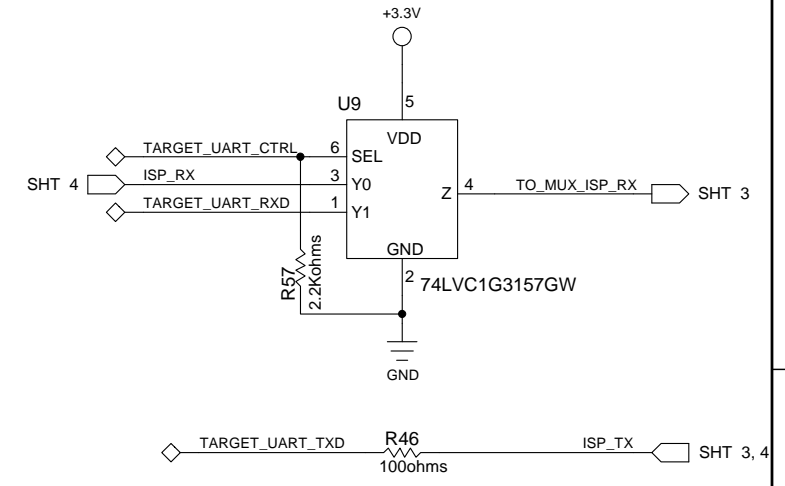 +3.3V
U9
5
VDD
TARGET_UART_CTRL 6 SEL
SHT 4 ISP_RX 3 Y0
TARGET_UART_RXD 1 Y1
Z 4 TO_MUX_ISP_RX SHT 3
GND
R57
2.2Kohms
2 74LVC1G3157GW
GND
TARGET_UART_TXD R46 ISP_TX SHT 3, 4
100ohms